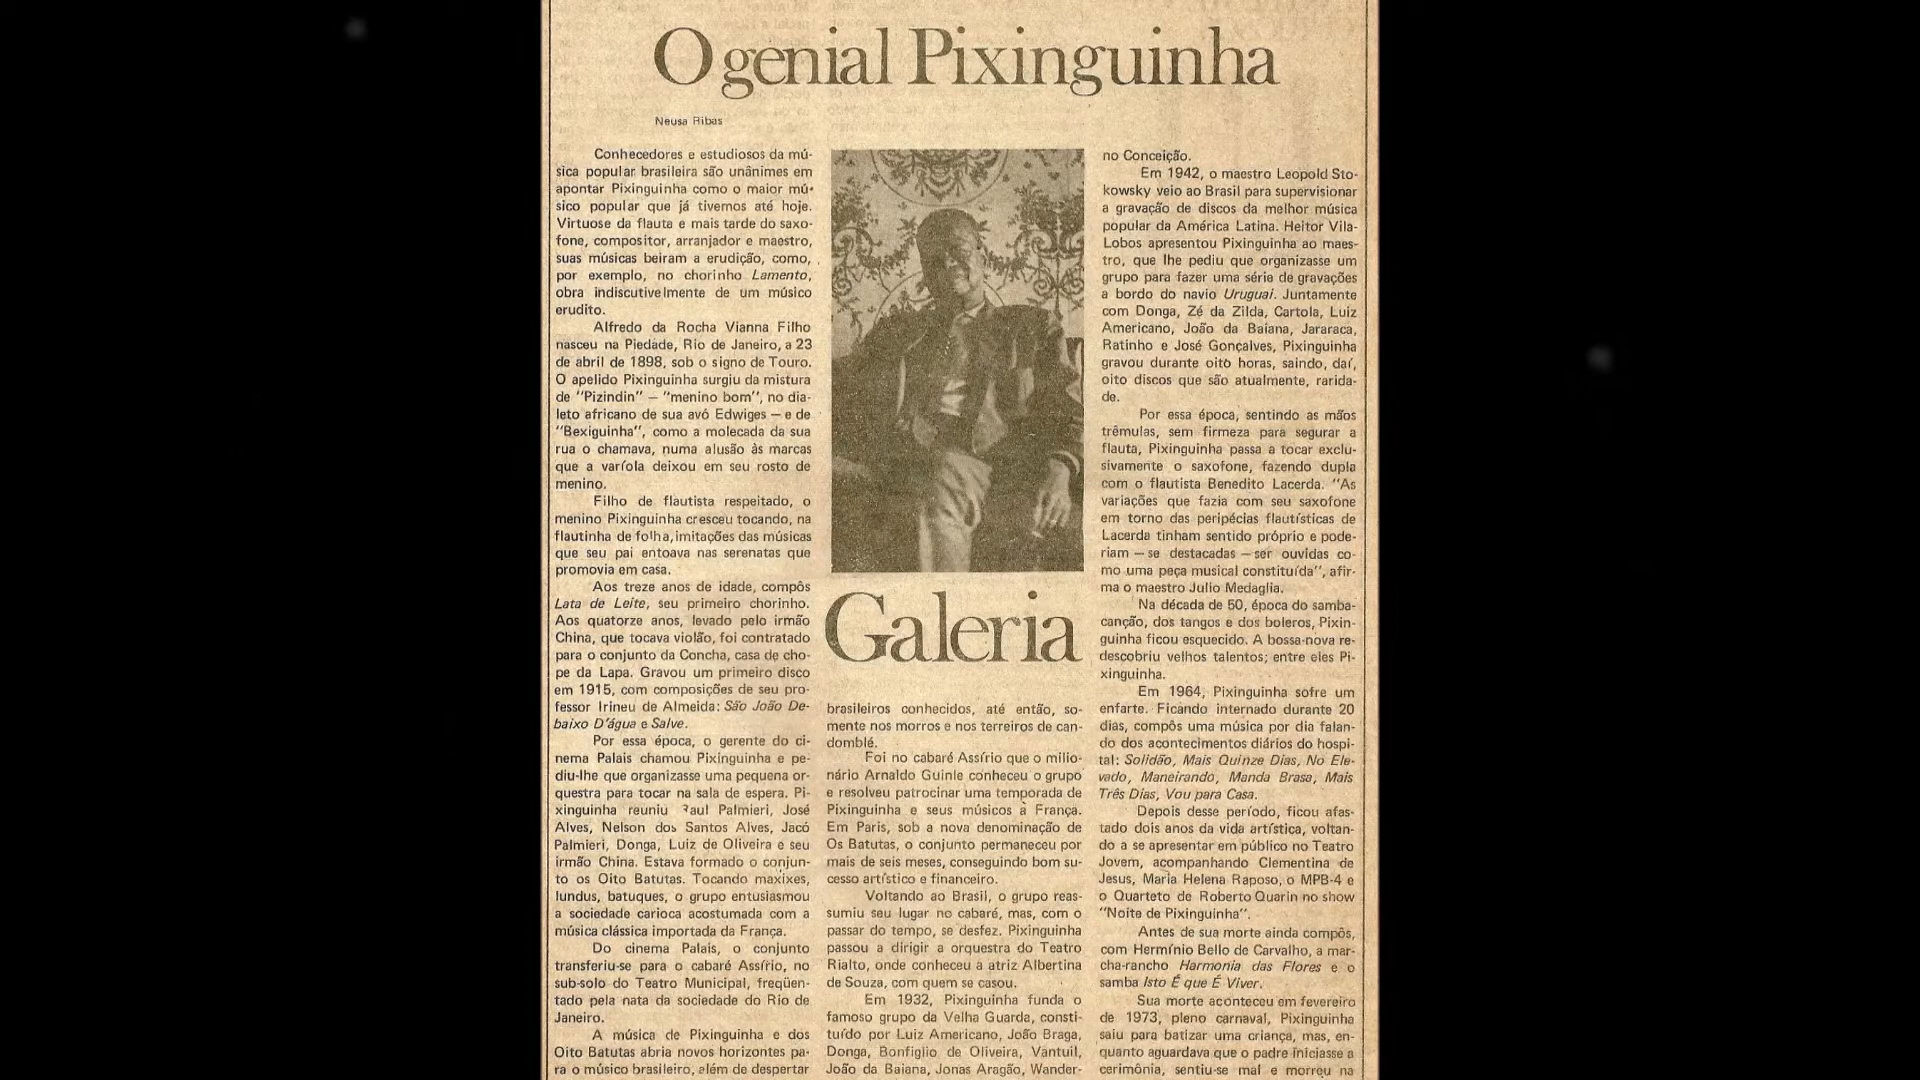 O genial Pixinguinha
Neusa Ribas
Conhecedores e estudiosos da mú-
sica popular brasileira são unânimes em
apontar Pixinguinha como o maior mú-
sico popular que já tivemos até hoje.
Virtuose da flauta e mais tarde do saxo-
fone, compositor, arranjador e maestro,
suas músicas beiram a erudição, como,
por exemplo, no chorinho Lamento,
obra indiscutivelmente de um músico
erudito.
Alfredo da Rocha Vianna Filho
nasceu na Piedade, Rio de Janeiro, a 23
de abril de 1898, sob o signo de Touro.
O apelido Pixinguinha surgiu da mistura
de "Pizindin" — "menino bom", no dia-
leto africano de sua avó Edwiges — e de
"Bexiguinha", como a molecada da sua
rua o chamava, numa alusão às marcas
que a varíola deixou em seu rosto de
menino.
Filho de flautista respeitado, o
menino Pixinguinha cresceu tocando, na
flautinha de folha, imitações das músicas
que seu pai entoava nas serenatas que
promovia em casa.
Aos treze anos de idade, compôs
Lata de Leite, seu primeiro chorinho.
Aos quatorze anos, levado pelo irmão
China, que tocava violão, foi contratado
para o conjunto da Concha, casa de cho-
pe da Lapa. Gravou um primeiro disco
em 1915, com composições de seu pro-
fessor Irineu de Almeida: São João De-
baixo D'água e Salve.
Por essa época, o gerente do ci-
nema Palais chamou Pixinguinha e pe-
diu-lhe que organizasse uma pequena or-
questra para tocar na sala de espera. Pi-
xinguinha reuniu Raul Palmieri, José
Alves, Nelson dos Santos Alves, Jacó
Palmieri, Donga, Luiz de Oliveira e seu
irmão China. Estava formado o conjun-
to os Oito Batutas. Tocando maxixes,
lundus, batuques, o grupo entusiasmou
a sociedade carioca acostumada com a
música clássica importada da França.
Do cinema Palais, o conjunto
transferiu-se para o cabaré Assírio, no
sub-solo do Teatro Municipal, freqüen-
tado pela nata da sociedade do Rio de
Janeiro.
A música de Pixinguinha e dos
Oito Batutas abria novos horizontes pa-
ra o músico brasileiro, além de despertar
Galeria
brasileiros conhecidos, até então, so-
mente nos morros e nos terreiros de can-
domblé.
Foi no cabaré Assírio que o milio-
nário Arnaldo Guinle conheceu o grupo
e resolveu patrocinar uma temporada de
Pixinguinha e seus músicos à França.
Em Paris, sob a nova denominação de
Os Batutas, o conjunto permaneceu por
mais de seis meses, conseguindo bom su-
cesso artístico e financeiro.
Voltando ao Brasil, o grupo reas-
sumiu seu lugar no cabaré, mas, com o
passar do tempo, se desfez. Pixinguinha
passou a dirigir a orquestra do Teatro
Rialto, onde conheceu a atriz Albertina
de Souza, com quem se casou.
Em 1932, Pixinguinha funda o
famoso grupo da Velha Guarda, consti-
tuído por Luiz Americano, João Braga,
Donga, Bonfiglio de Oliveira, Vantuil,
João da Baiana, Jonas Aragão, Wander-
no Conceição.
Em 1942, o maestro Leopold Sto-
kowsky veio ao Brasil para supervisionar
a gravação de discos da melhor música
popular da América Latina. Heitor Vila-
Lobos apresentou Pixinguinha ao maes-
tro, que lhe pediu que organizasse um
grupo para fazer uma série de gravações
a bordo do navio Uruguai. Juntamente
com Donga, Zé da Zilda, Cartola, Luiz
Americano, João da Baiana, Jararaca,
Ratinho e José Gonçalves, Pixinguinha
gravou durante oito horas, saindo, daí,
oito discos que são atualmente, rarida-
de.
Por essa época, sentindo as mãos
trêmulas, sem firmeza para segurar a
flauta, Pixinguinha passa a tocar exclu-
sivamente o saxofone, fazendo dupla
com o flautista Benedito Lacerda. "As
variações que fazia com seu saxofone
em torno das peripécias flautísticas de
Lacerda tinham sentido próprio e pode-
riam — se destacadas — ser ouvidas co-
mo uma peça musical constituída", afir-
ma o maestro Julio Medaglia.
Na década de 50, época do samba-
canção, dos tangos e dos boleros, Pixin-
guinha ficou esquecido. A bossa-nova re-
descobriu velhos talentos; entre eles Pi-
xinguinha.
Em 1964, Pixinguinha sofre um
enfarte. Ficando internado durante 20
dias, compôs uma música por dia falan-
do dos acontecimentos diários do hospi-
tal: Solidão, Mais Quinze Dias, No Ele-
vado, Maneirando, Manda Brasa, Mais
Três Dias, Vou para Casa.
Depois desse período, ficou afas-
tado dois anos da vida artística, voltan-
do a se apresentar em público no Teatro
Jovem, acompanhando Clementina de
Jesus, Maria Helena Raposo, o MPB-4 e
o Quarteto de Roberto Quarin no show
"Noite de Pixinguinha".
Antes de sua morte ainda compôs,
com Hermínio Bello de Carvalho, a mar-
cha-rancho Harmonia das Flores e o
samba Isto É que É Viver.
Sua morte aconteceu em fevereiro
de 1973, pleno carnaval, Pixinguinha
saiu para batizar uma criança, mas, en-
quanto aguardava que o padre iniciasse a
cerimônia, sentiu-se mal e morreu na